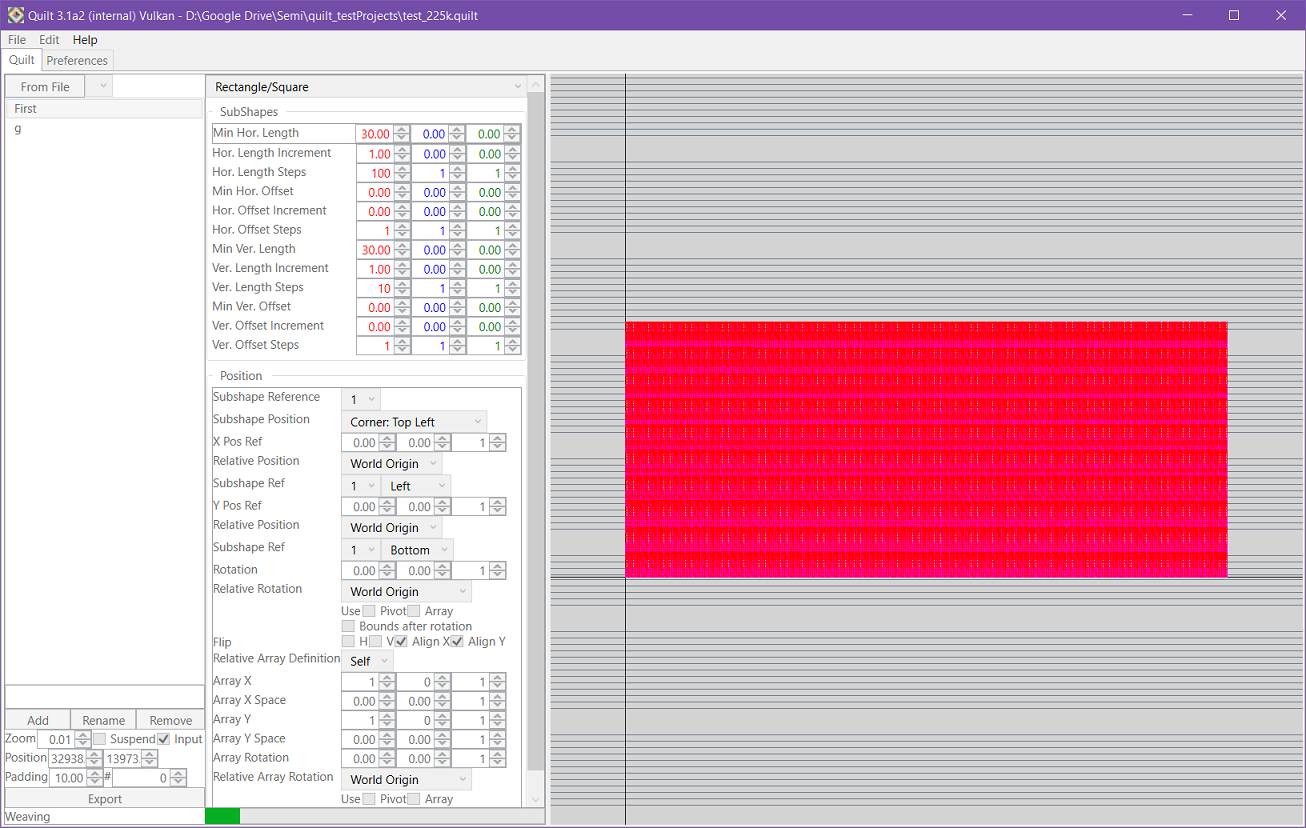 Quilt 3.1a2 (internal) Vulkan - D:\Google Drive\Semi\quilt_testProjects\test_225k.quilt
File Edit Help
Quilt Preferences
From File
First
g
Rectangle/Square
SubShapes
Min Hor. Length 30.00 0.00 0.00
Hor. Length Increment 1.00 0.00 0.00
Hor. Length Steps 100 1 1
Min Hor. Offset 0.00 0.00 0.00
Hor. Offset Increment 0.00 0.00 0.00
Hor. Offset Steps 1 1 1
Min Ver. Length 30.00 0.00 0.00
Ver. Length Increment 1.00 0.00 0.00
Ver. Length Steps 10 1 1
Min Ver. Offset 0.00 0.00 0.00
Ver. Offset Increment 0.00 0.00 0.00
Ver. Offset Steps 1 1 1
Position
Subshape Reference 1
Subshape Position Corner: Top Left
X Pos Ref 0.00 0.00 1
Relative Position World Origin
Subshape Ref 1 Left
Y Pos Ref 0.00 0.00 1
Relative Position World Origin
Subshape Ref 1 Bottom
Rotation 0.00 0.00 1
Relative Rotation World Origin
Use Pivot Array
Bounds after rotation
Flip H V Align X Align Y
Relative Array Definition Self
Array X 1 0 1
Array X Space 0.00 0.00 1
Array Y 1 0 1
Array Y Space 0.00 0.00 1
Array Rotation 0.00 0.00 1
Relative Array Rotation World Origin
Use Pivot Array
Add Rename Remove
Zoom 0.01 Suspend Input
Position 32938. 13973.
Padding 10.00 # 0
Export
Weaving